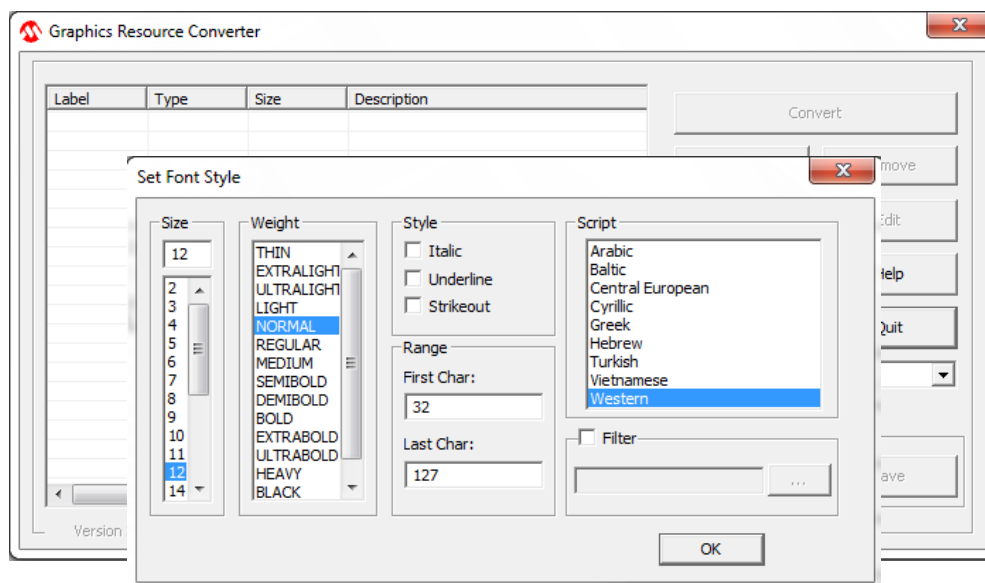 Graphics Resource Converter
Label Type Size Description
Convert
move
Set Font Style
Edit
Help
Quit
Save
Version
Size
12
2
3
4
5
6
7
8
9
10
11
12
14
Weight
THIN
EXTRALIGHT
ULTRALIGHT
LIGHT
NORMAL
REGULAR
MEDIUM
SEMIBOLD
DEMIBOLD
BOLD
EXTRABOLD
ULTRABOLD
HEAVY
BLACK
Style
Italic
Underline
Strikeout
Range
First Char:
32
Last Char:
127
Script
Arabic
Baltic
Central European
Cyrillic
Greek
Hebrew
Turkish
Vietnamese
Western
Filter
...
OK